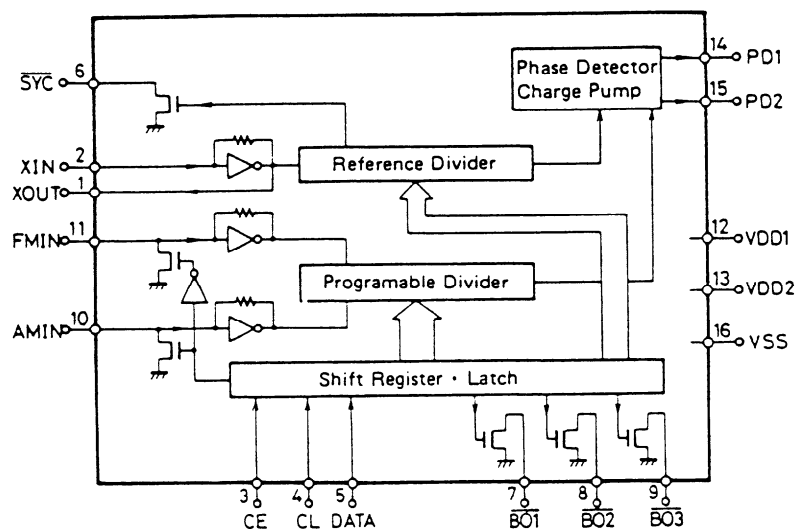 6
SYC
14
PD1
Phase Detector
Charge Pump
15
PD2
2
XIN
Reference Divider
1
XOUT
11
FMIN
12
VDD1
Programable Divider
13
VDD2
10
AMIN
16
VSS
Shift Register · Latch
3
4
5
7
8
9
CE
CL
DATA
BO1
BO2
BO3